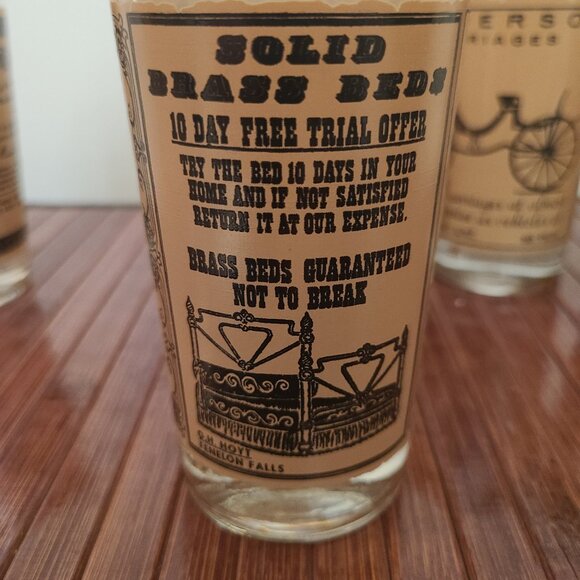 SOLID
BRASS BEDS
10 DAY FREE TRIAL OFFER
TRY THE BED 10 DAYS IN YOUR
HOME AND IF NOT SATISFIED
RETURN IT AT OUR EXPENSE.
BRASS BEDS GUARANTEED
NOT TO BREAK
HOYT
FENELON FALLS
ERSO
RIAGES